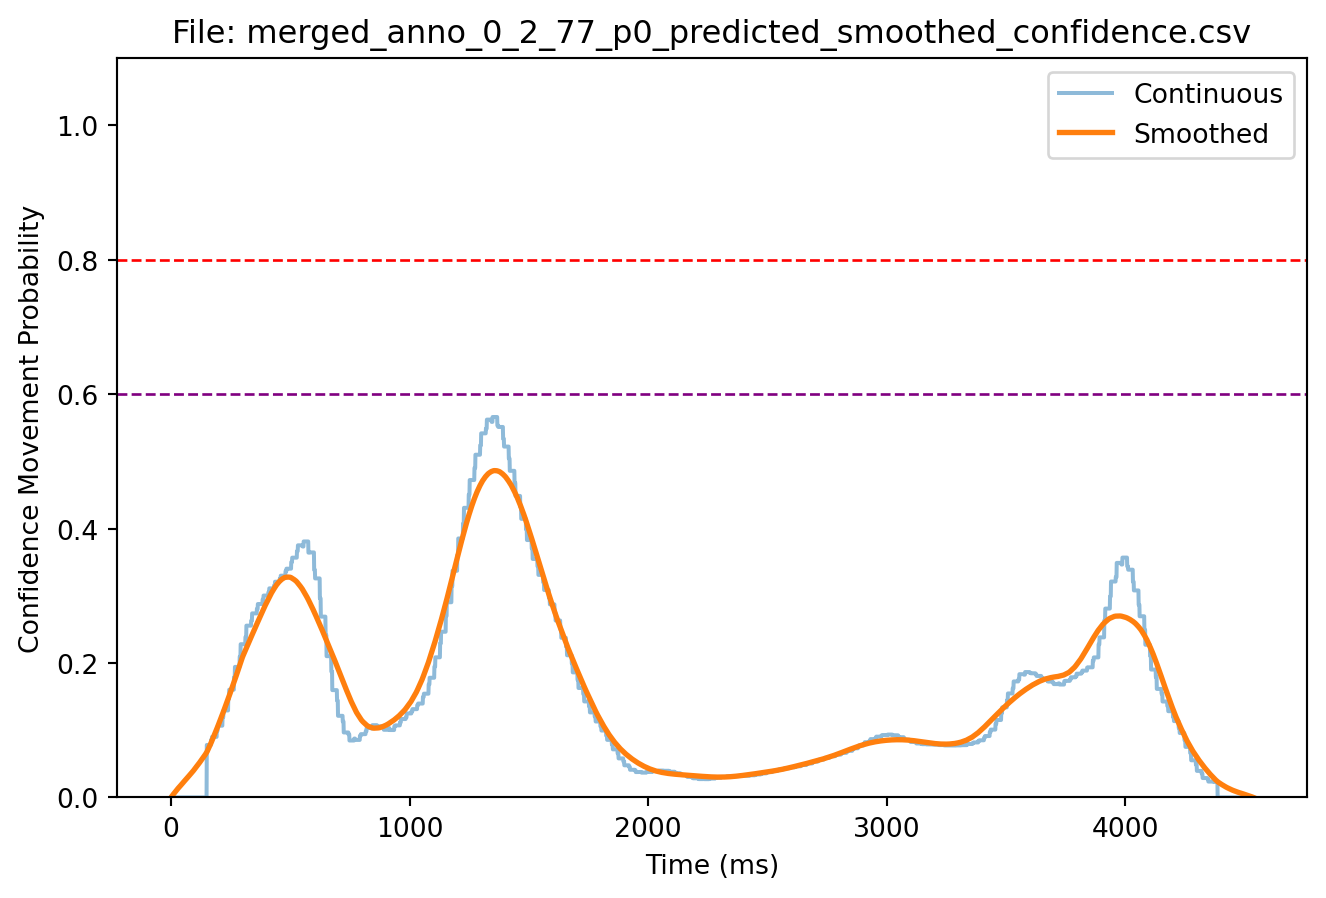 File: merged_anno_0_2_77_p0_predicted_smoothed_confidence.csv
Continuous
Smoothed
Confidence Movement Probability
1.0
0.8
0.6
0.4
0.2
0.0
0 1000 2000 3000 4000
Time (ms)